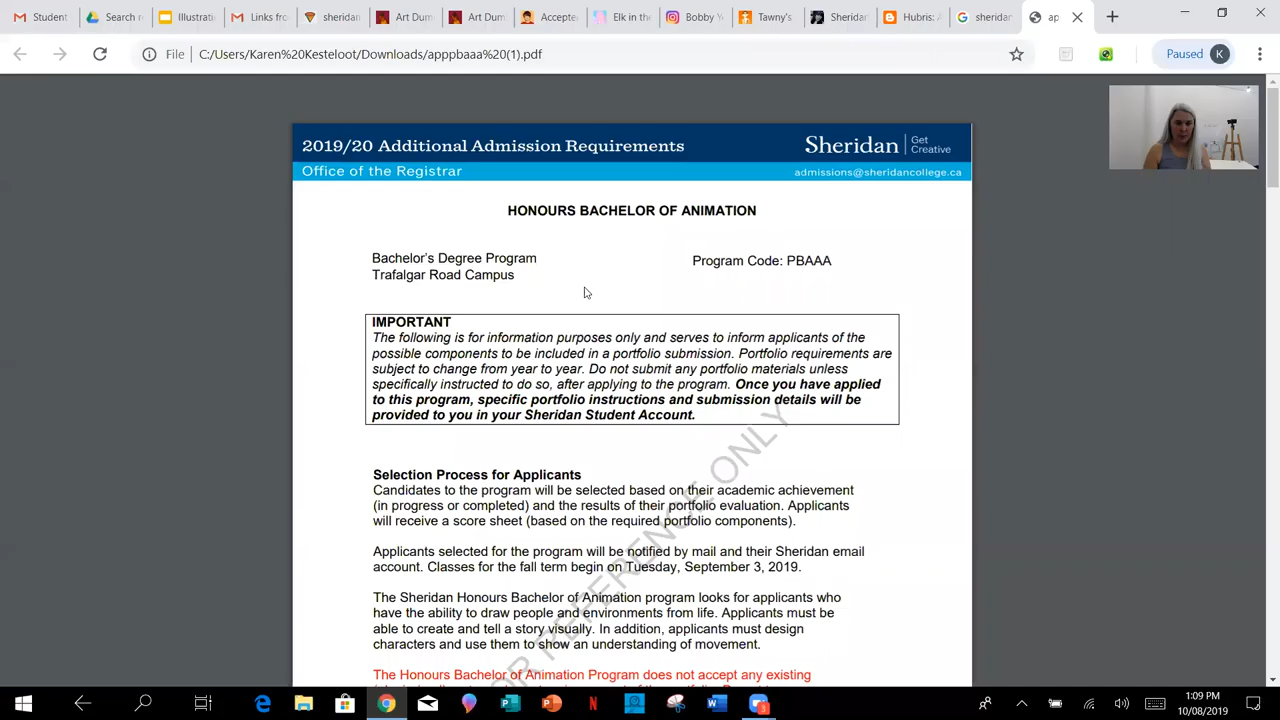 Student
Search r
Illustrati
Links fro
sheridan
Art Dum
Art Dum
Accepte
Elk in the
Bobby Yo
Tawny's
Sheridan
Hubris: A
sheridan
ap
File C:/Users/Karen%20Kesteloot/Downloads/apppbaaa%20(1).pdf
Paused K
2019/20 Additional Admission Requirements
Sheridan Get Creative
Office of the Registrar
admissions@sheridancollege.ca
HONOURS BACHELOR OF ANIMATION
Bachelor's Degree Program
Program Code: PBAAA
Trafalgar Road Campus
IMPORTANT
The following is for information purposes only and serves to inform applicants of the
possible components to be included in a portfolio submission. Portfolio requirements are
subject to change from year to year. Do not submit any portfolio materials unless
specifically instructed to do so, after applying to the program. Once you have applied
to this program, specific portfolio instructions and submission details will be
provided to you in your Sheridan Student Account.
Selection Process for Applicants
Candidates to the program will be selected based on their academic achievement
(in progress or completed) and the results of their portfolio evaluation. Applicants
will receive a score sheet (based on the required portfolio components).
Applicants selected for the program will be notified by mail and their Sheridan email
account. Classes for the fall term begin on Tuesday, September 3, 2019.
The Sheridan Honours Bachelor of Animation program looks for applicants who
have the ability to draw people and environments from life. Applicants must be
able to create and tell a story visually. In addition, applicants must design
characters and use them to show an understanding of movement.
The Honours Bachelor of Animation Program does not accept any existing
OR REFERENCE ONLY
1:09 PM
10/08/2019